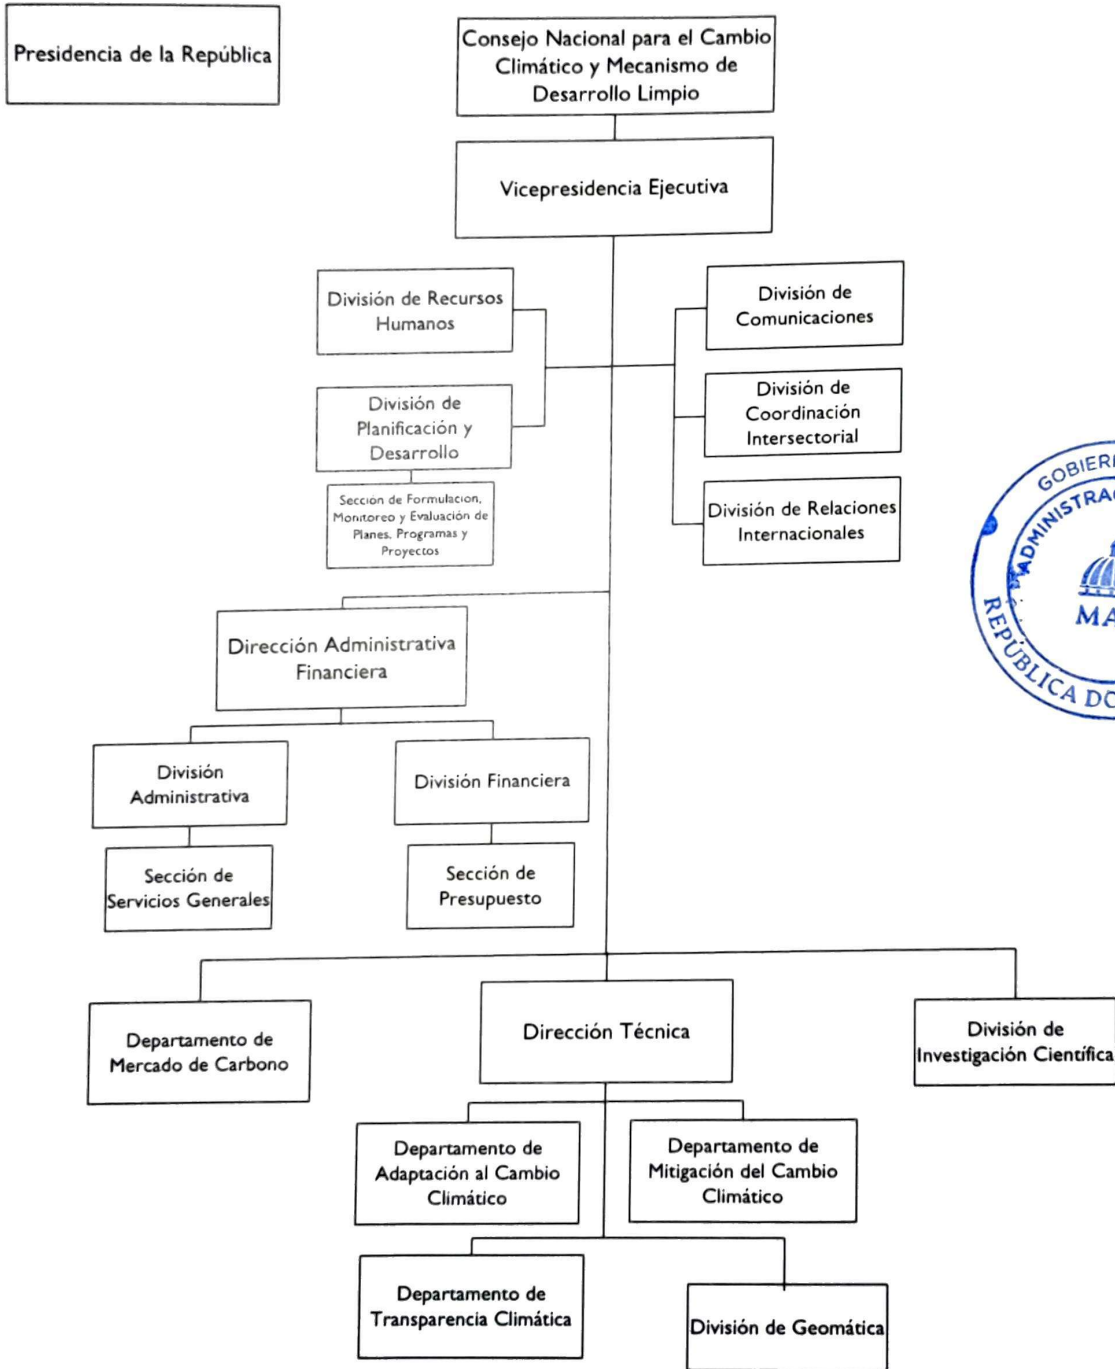 Presidencia de la República
Consejo Nacional para el Cambio
Climático y Mecanismo de
Desarrollo Limpio
Vicepresidencia Ejecutiva
División de Recursos
Humanos
División de
Comunicaciones
División de
Planificación y
Desarrollo
División de
Coordinación
Intersectorial
Sección de Formulación,
Monitoreo y Evaluación de
Planes, Programas y
Proyectos
División de Relaciones
Internacionales
MA
REPÚBLICA
Dirección Administrativa
Financiera
División
Administrativa
División Financiera
Sección de
Servicios Generales
Sección de
Presupuesto
Departamento de
Mercado de Carbono
Dirección Técnica
División de
Investigación Científica
Departamento de
Adaptación al Cambio
Climático
Departamento de
Mitigación del Cambio
Climático
Departamento de
Transparencia Climática
División de Geomática